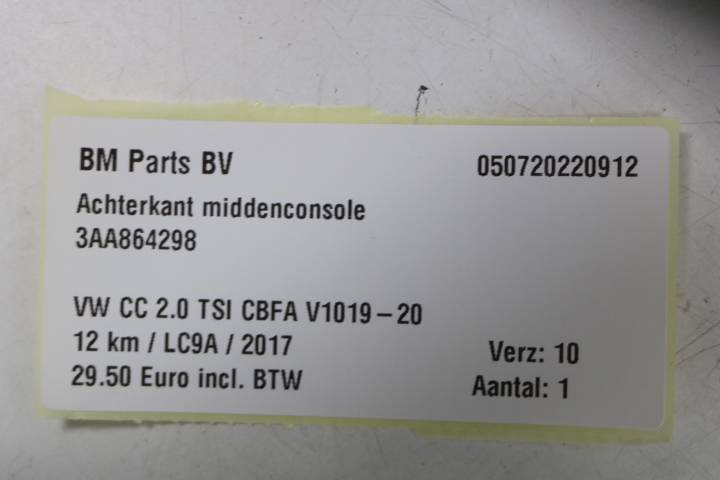 BM Parts BV 050720220912
Achterkant middenconsole
3AA864298
VW CC 2.0 TSI CBFA V1019-20
12 km / LC9A / 2017 Verz: 10
29.50 Euro incl. BTW Aantal: 1